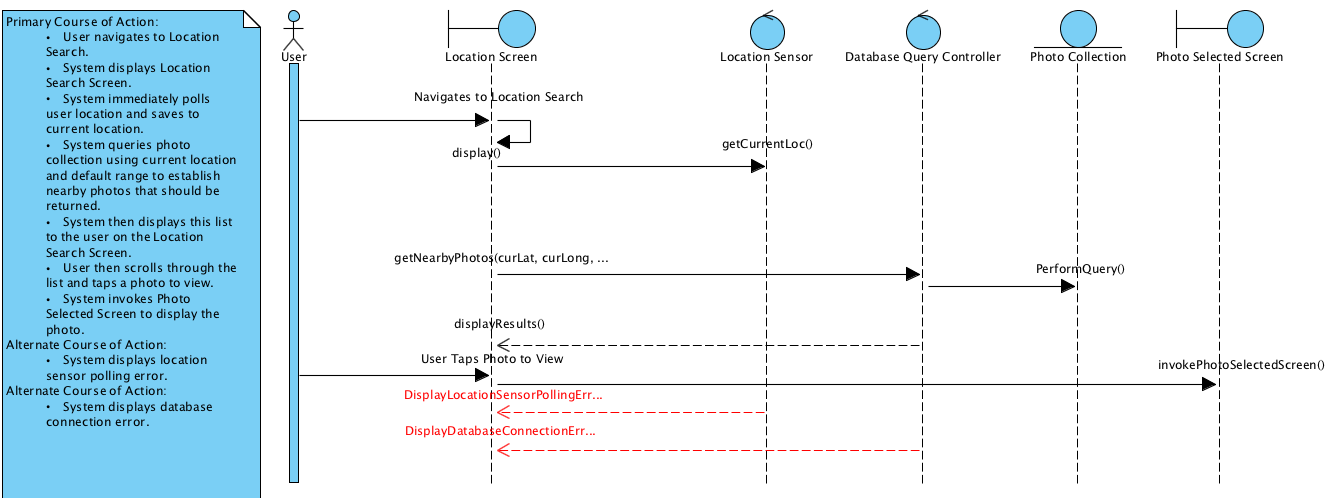 Primary Course of Action:
• User navigates to Location
Search.
• System displays Location
Search Screen.
• System immediately polls
user location and saves to
current location.
• System queries photo
collection using current location
and default range to establish
nearby photos that should be
returned.
• System then displays this list
to the user on the Location
Search Screen.
• User then scrolls through the
list and taps a photo to view.
• System invokes Photo
Selected Screen to display the
photo.
Alternate Course of Action:
• System displays location
sensor polling error.
Alternate Course of Action:
• System displays database
connection error.
User
Location Screen
Location Sensor
Database Query Controller
Photo Collection
Photo Selected Screen
Navigates to Location Search
display()
getCurrentLoc()
getNearbyPhotos(curLat, curLong, ...
PerformQuery()
displayResults()
User Taps Photo to View
invokePhotoSelectedScreen()
DisplayLocationSensorPollingErr...
DisplayDatabaseConnectionErr...